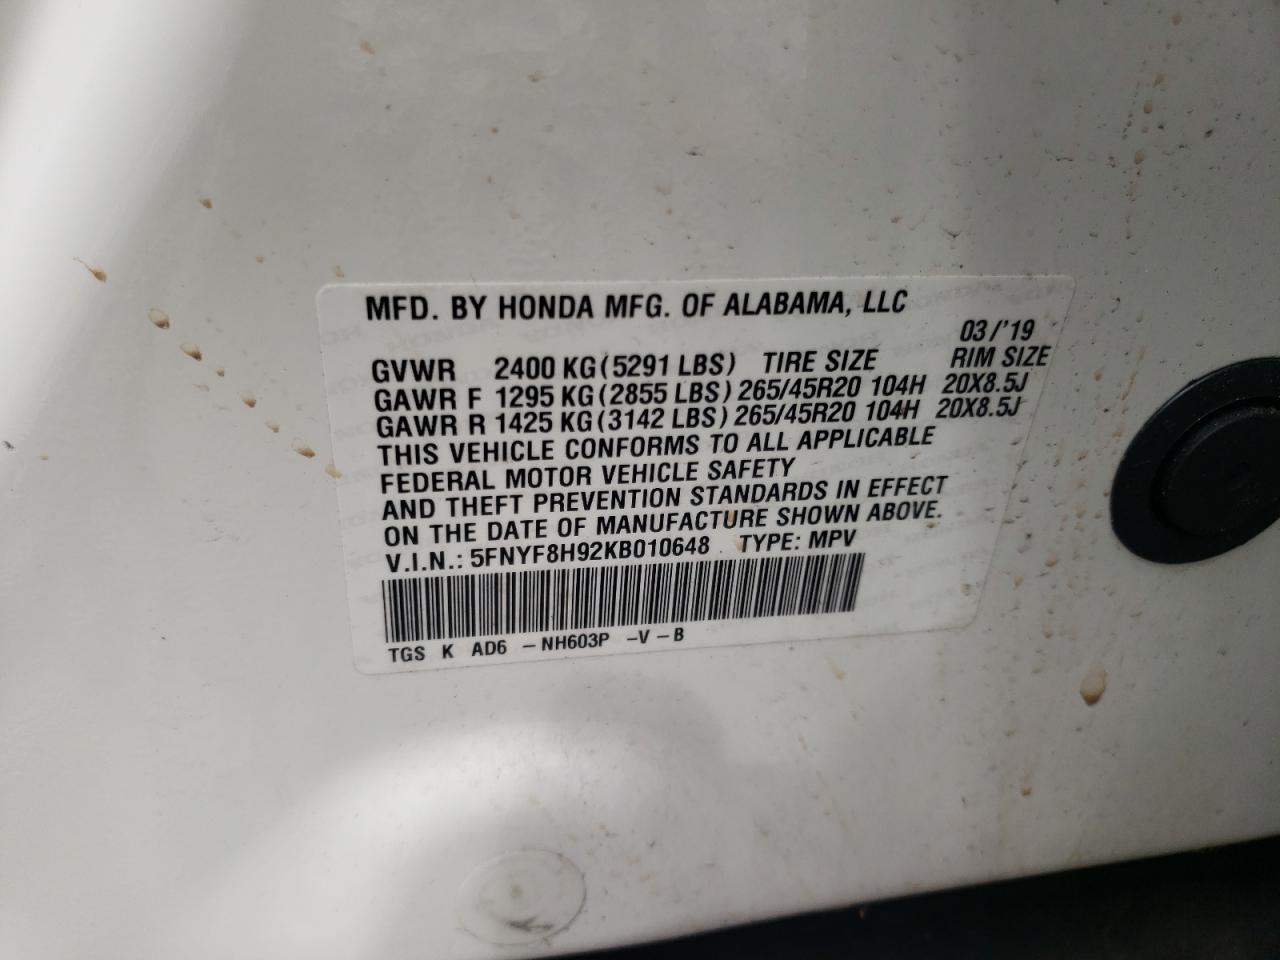 MFD. BY HONDA MFG. OF ALABAMA, LLC
03/'19
GVWR 2400 KG(5291 LBS) TIRE SIZE RIM SIZE
GAWR F 1295 KG(2855 LBS) 265/45R20 104H 20X8.5J
GAWR R 1425 KG(3142 LBS) 265/45R20 104H 20X8.5J
THIS VEHICLE CONFORMS TO ALL APPLICABLE
FEDERAL MOTOR VEHICLE SAFETY
AND THEFT PREVENTION STANDARDS IN EFFECT
ON THE DATE OF MANUFACTURE SHOWN ABOVE.
V.I.N.: 5FNYF8H92KB010648 TYPE: MPV
TGS K AD6 -NH603P -V-B